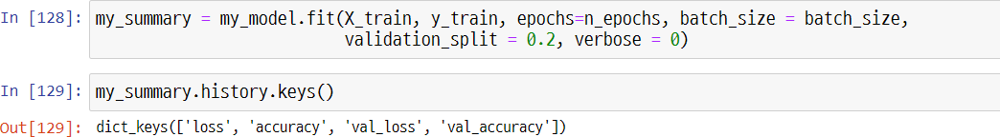 In [128]: my_summary = my_model.fit(X_train, y_train, epochs=n_epochs, batch_size = batch_size,
validation_split = 0.2, verbose = 0)
In [129]: my_summary.history.keys()
Out[129]: dict_keys(['loss', 'accuracy', 'val_loss', 'val_accuracy'])